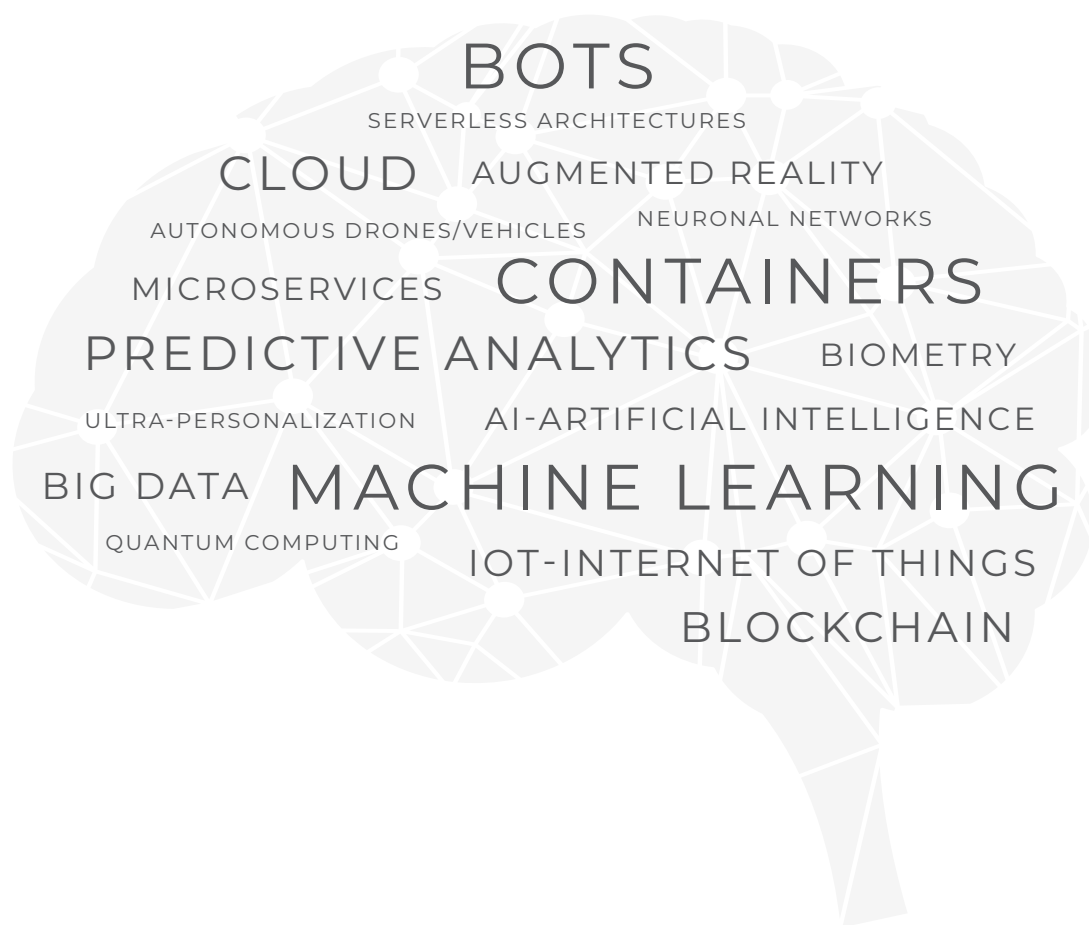 BOTS
SERVERLESS ARCHITECTURES
CLOUD AUGMENTED REALITY
AUTONOMOUS DRONES/VEHICLES NEURONAL NETWORKS
MICROSERVICES CONTAINERS
PREDICTIVE ANALYTICS BIOMETRY
ULTRA-PERSONALIZATION AI-ARTIFICIAL INTELLIGENCE
BIG DATA MACHINE LEARNING
QUANTUM COMPUTING IOT-INTERNET OF THINGS
BLOCKCHAIN